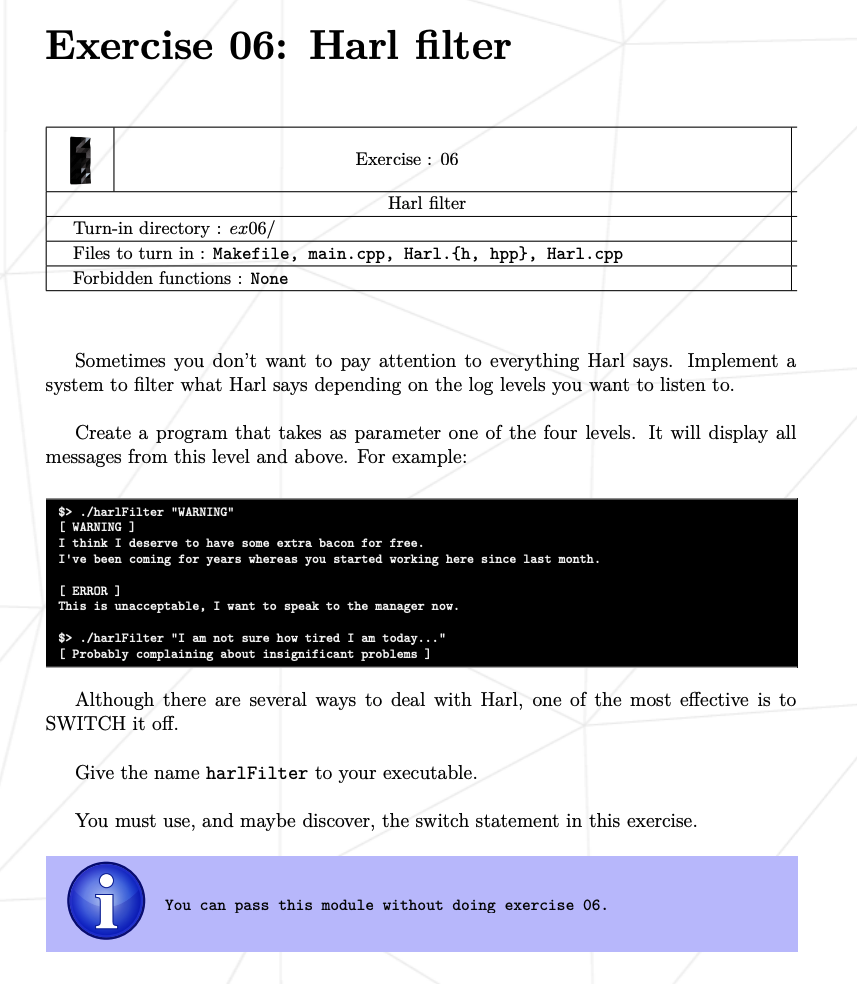 Exercise 06: Harl filter
Exercise : 06
Harl filter
Turn-in directory : ex06/
Files to turn in : Makefile, main.cpp, Harl.{h, hpp}, Harl.cpp
Forbidden functions : None
Sometimes you don't want to pay attention to everything Harl says. Implement a
system to filter what Harl says depending on the log levels you want to listen to.
Create a program that takes as parameter one of the four levels. It will display all
messages from this level and above. For example:
$> ./harlFilter "WARNING"
[ WARNING ]
I think I deserve to have some extra bacon for free.
I've been coming for years whereas you started working here since last month.
[ ERROR ]
This is unacceptable, I want to speak to the manager now.
$> ./harlFilter "I am not sure how tired I am today..."
[ Probably complaining about insignificant problems ]
Although there are several ways to deal with Harl, one of the most effective is to
SWITCH it off.
Give the name harlFilter to your executable.
You must use, and maybe discover, the switch statement in this exercise.
You can pass this module without doing exercise 06.